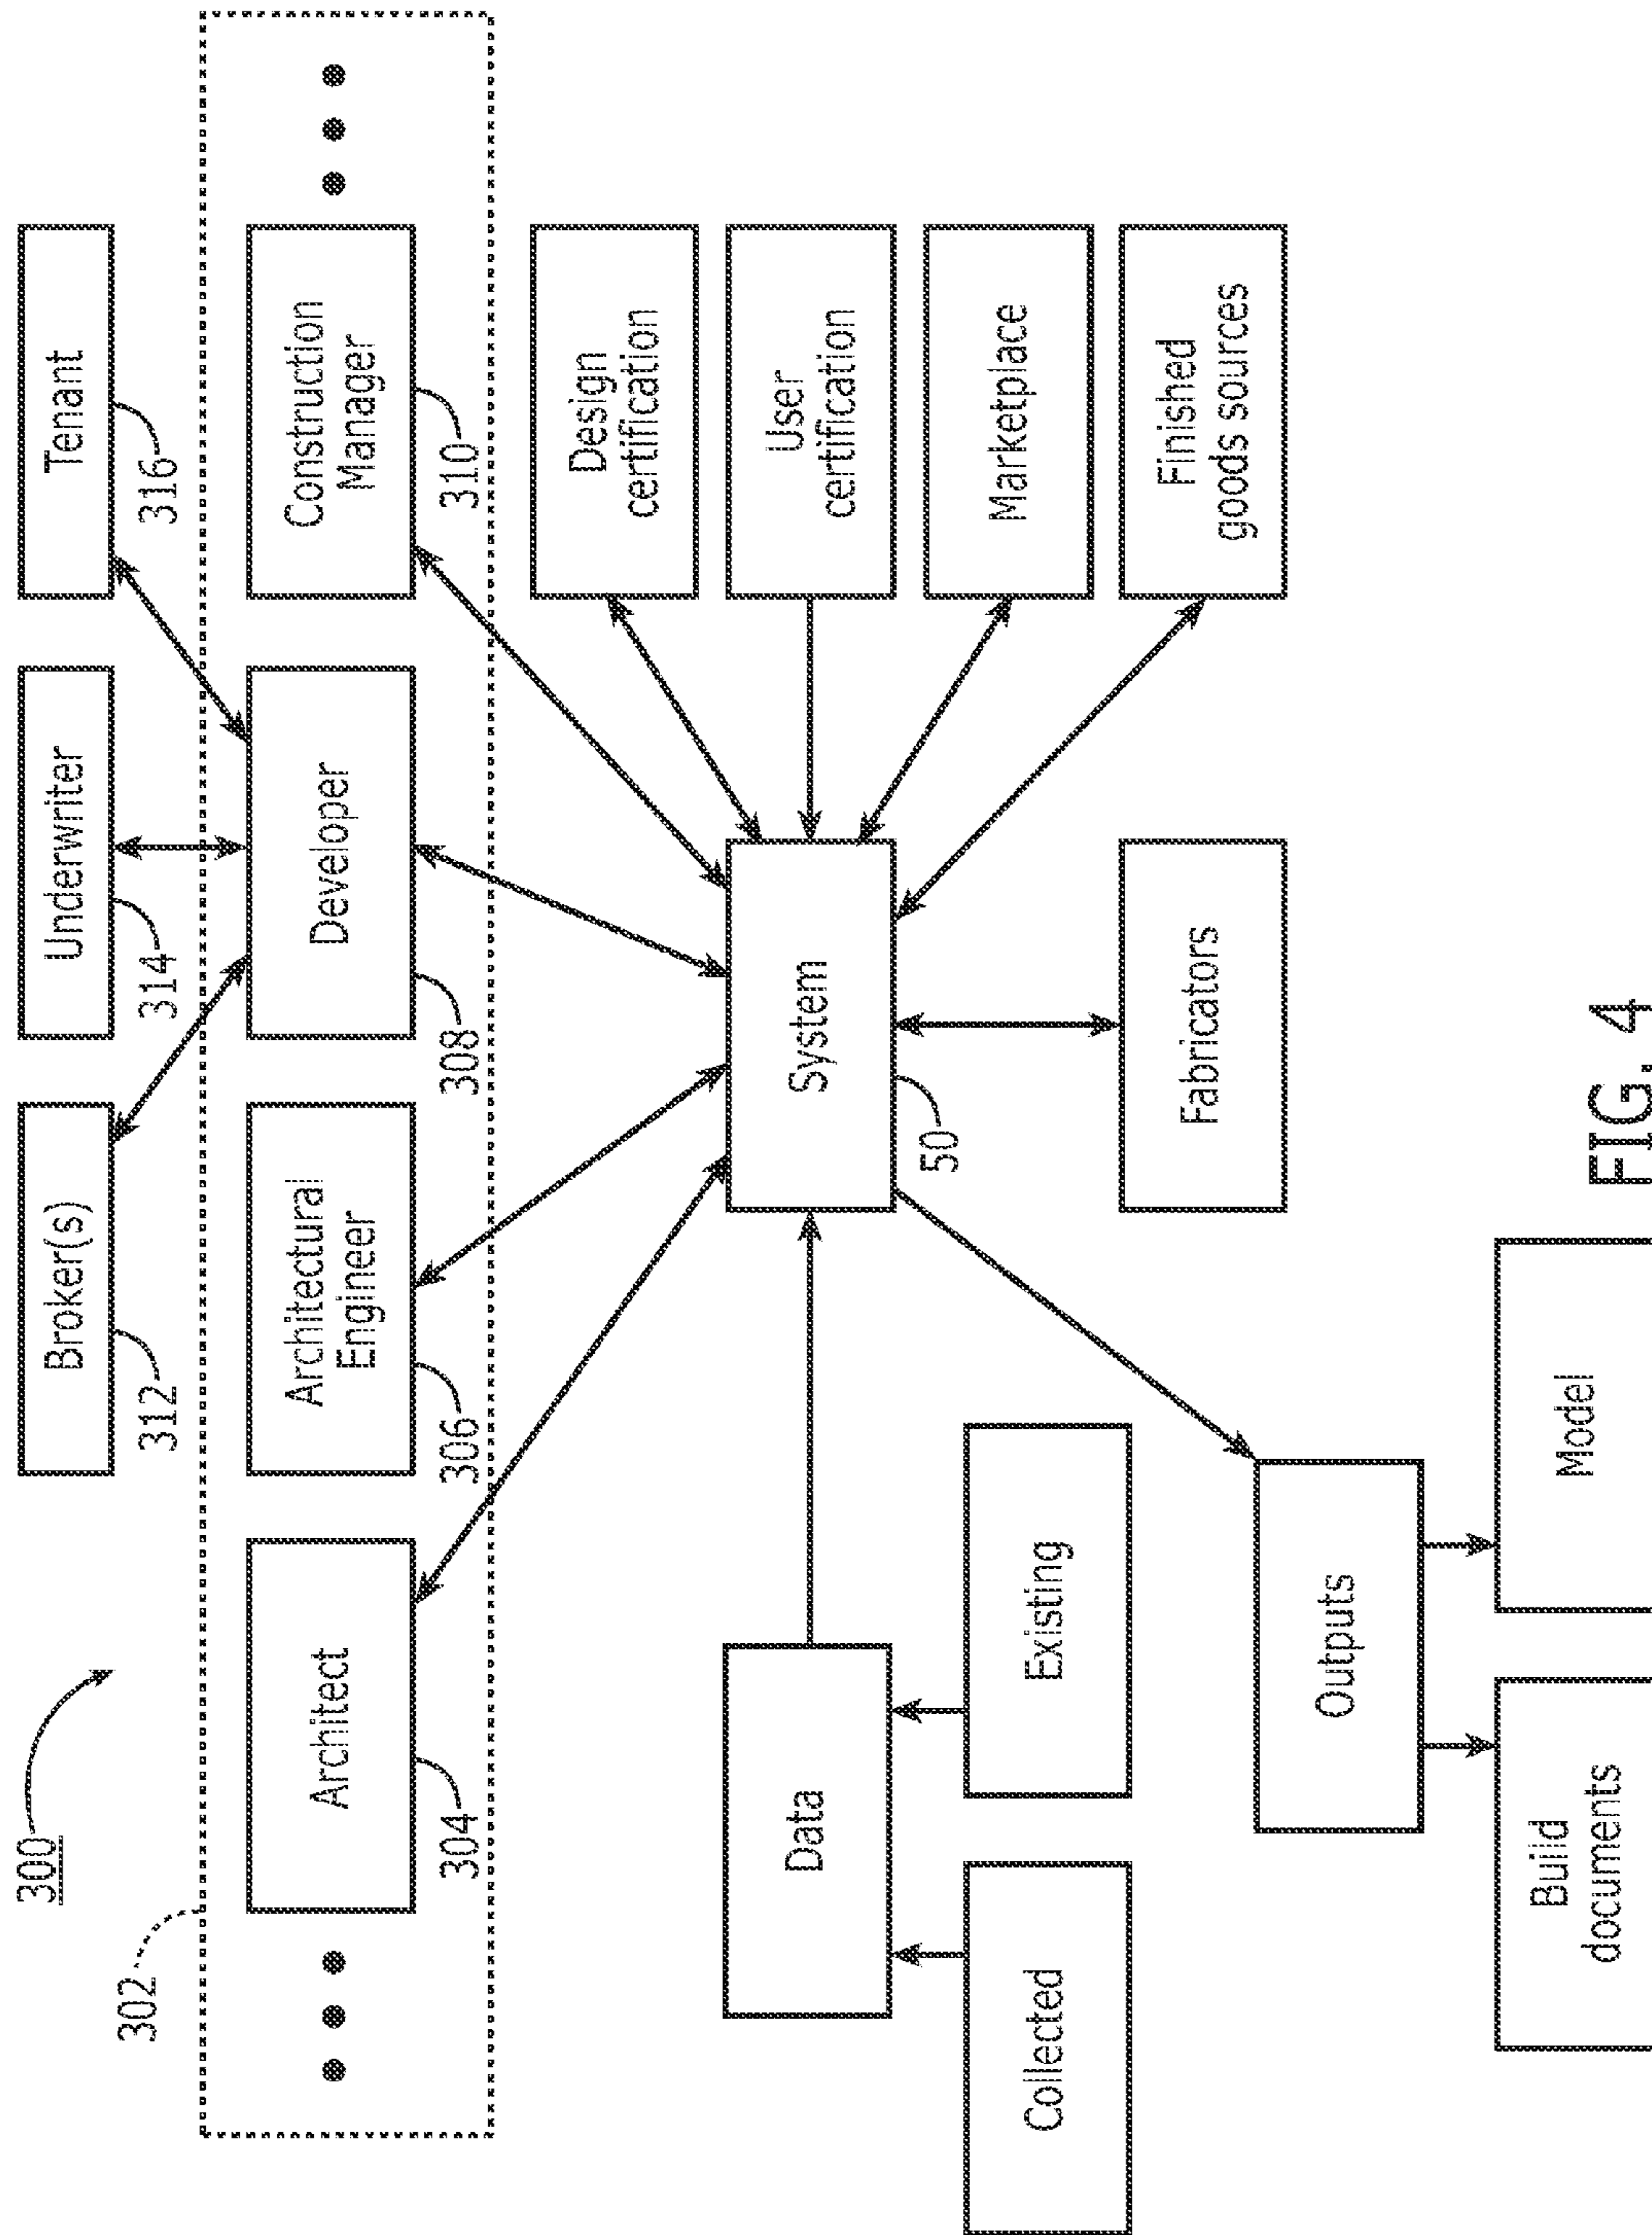 300
302
Broker(s)
312
Underwriter
314
Tenant
316
Architect
304
Architectural
Engineer
306
Developer
308
Construction
Manager
310
Design
certification
User
certification
Marketplace
Finished
goods sources
Data
System
50
Collected
Existing
Fabricators
Outputs
Build
documents
Model
FIG. 4